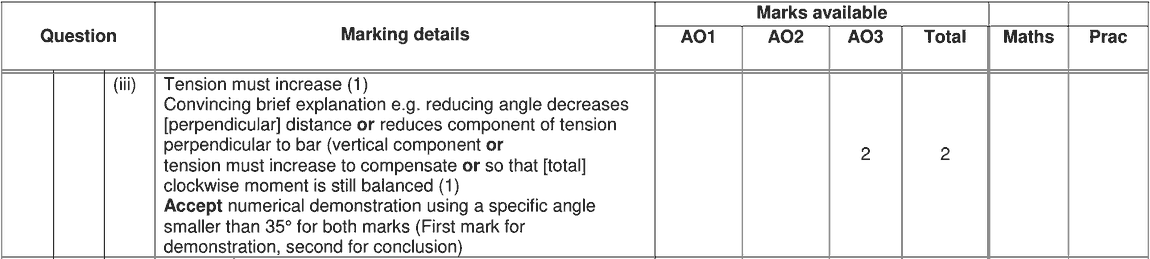 Question Marking details Marks available
AO1 AO2 AO3 Total Maths Prac
(iii) Tension must increase (1)
Convincing brief explanation e.g. reducing angle decreases
[perpendicular] distance or reduces component of tension
perpendicular to bar (vertical component or
tension must increase to compensate or so that [total]
clockwise moment is still balanced (1)
Accept numerical demonstration using a specific angle
smaller than 35° for both marks (First mark for
demonstration, second for conclusion)
2 2